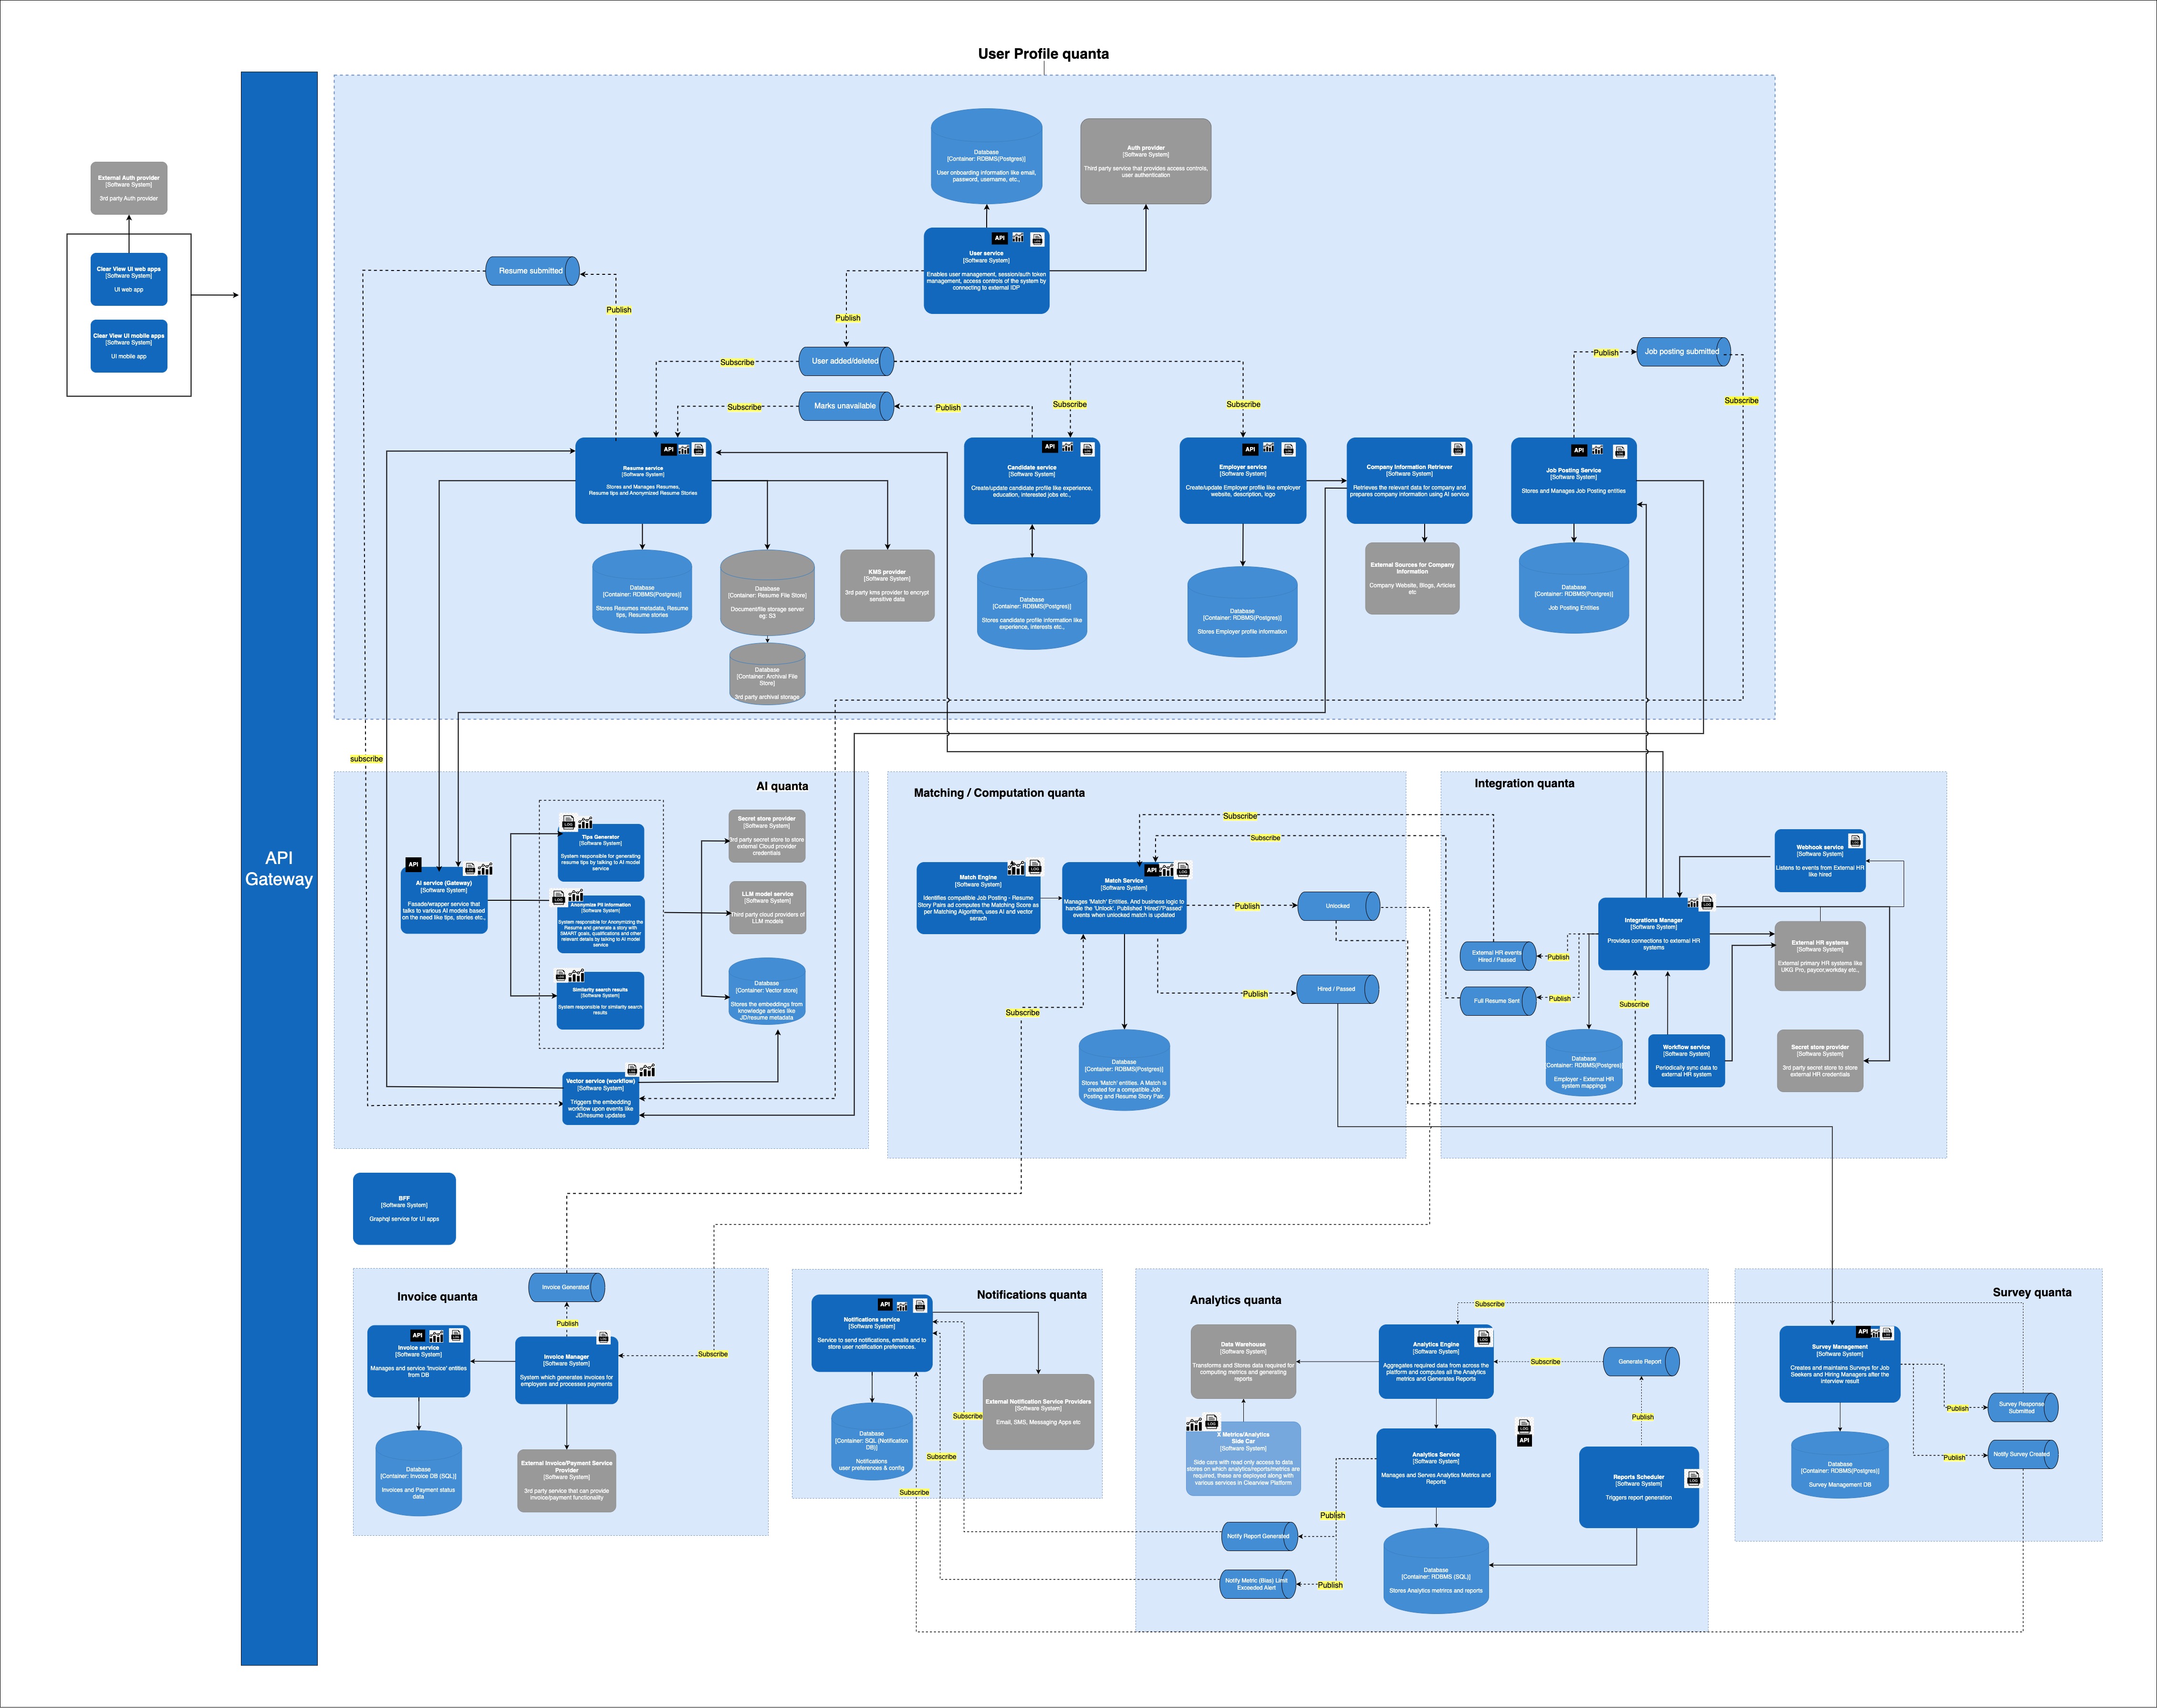 User Profile quanta
API
Gateway
External Auth provider
[Software System]
3rd party Auth provider
Clear View UI web apps
[Software System]
UI web app
Clear View UI mobile apps
[Software System]
UI mobile app
Database
[Container: RDBMS(Postgres)]
User onboarding information like email,
password, username, etc.,
Auth provider
[Software System]
Third party service that provides access controls,
user authentication
API
LOG
User service
[Software System]
Enables user management, session/auth token
management, access controls of the system by
connecting to external IDP
Resume submitted
Publish
Publish
User added/deleted
Subscribe
Marks unavailable
Subscribe
Publish
Subscribe
Subscribe
Publish
Job posting submitted
Subscribe
API
LOG
Resume service
[Software System]
Stores and Manages Resumes,
Resume tips and Anonymized Resume Stories
API
LOG
Candidate service
[Software System]
Create/update candidate profile like experience,
education, interested jobs etc.,
API
LOG
Employer service
[Software System]
Create/update Employer profile like employer
website, description, logo
LOG
Company Information Retriever
[Software System]
Retrieves the relevant data for company and
prepares company information using AI service
API
LOG
Job Posting Service
[Software System]
Stores and Manages Job Posting entities
Database
[Container: RDBMS(Postgres)]
Stores Resumes metadata, Resume
tips, Resume stories
Database
[Container: Resume File Store]
Document/file storage server
eg: S3
KMS provider
[Software System]
3rd party kms provider to encrypt
sensitive data
Database
[Container: Archival File
Store]
3rd party archival storage
Database
[Container: RDBMS(Postgres)]
Stores candidate profile information like
experience, interests etc.,
Database
[Container: RDBMS(Postgres)]
Stores Employer profile information
External Sources for Company
Information
Company Website, Blogs, Articles
etc
Database
[Container: RDBMS(Postgres)]
Job Posting Entities
subscribe
AI quanta
API
LOG
AI service (Gateway)
[Software System]
Fasade/wrapper service that
talks to various AI models based
on the need like tips, stories etc.,
LOG
Tips Generator
[Software System]
System responsible for generating
resume tips by talking to AI model
LOG
Anonymize PII information
[Software System]
System responsible for Anonymizing the
Resume and generate a story with
SMART goals, qualifications and other
relevant details by talking to AI model
service
LOG
Similarity search results
[Software System]
System responsible for similarity search
results
Secret store provider
[Software System]
3rd party secret store to store
external Cloud provider
credentials
LLM model service
[Software System]
Third party cloud providers of
LLM models
Database
[Container: Vector store]
Stores the embeddings from
knowledge articles like
JD/resume metadata
LOG
Vector service (workflow)
[Software System]
Triggers the embedding
workflow upon events like
JD/resume updates
Matching / Computation quanta
Subscribe
Subscribe
LOG
Match Engine
[Software System]
Identifies compatible Job Posting - Resume
Story Pairs ad computes the Matching Score as
per Matching Algorithm, uses AI and vector
serach
API
LOG
Match Service
[Software System]
Manages 'Match' Entities. And business logic to
handle the 'Unlock'. Published 'Hired'/'Passed'
events when unlocked match is updated
Publish
Unlocked
Publish
Hired / Passed
Subscribe
Database
[Container: RDBMS(Postgres)]
Stores 'Match' entities. A Match is
created for a compatible Job
Posting and Resume Story Pair.
Integration quanta
LOG
Webhook service
[Software System]
Listens to events from External HR
like hired
LOG
Integrations Manager
[Software System]
Provides connections to external HR
systems
External HR systems
[Software System]
External primary HR systems like
UKG Pro, paycor,workday etc.,
External HR events
Hired / Passed
Publish
Full Resume Sent
Publish
Subscribe
Database
[Container: RDBMS(Postgres)]
Employer - External HR
system mappings
Workflow service
[Software System]
Periodically sync data to
external HR system
Secret store provider
[Software System]
3rd party secret store to store
external HR credentials
BFF
[Software System]
Graphql service for UI apps
Invoice quanta
Invoice Generated
Publish
API
LOG
Invoice service
[Software System]
Manages and service 'Invoice' entities
from DB
LOG
Invoice Manager
[Software System]
System which generates invoices for
employers and processes payments
Subscribe
Database
[Container: Invoice DB (SQL)]
Invoices and Payment status
data
External Invoice/Payment Service
Provider
[Software System]
3rd party service that can provide
invoice/payment functionality
Notifications quanta
API
LOG
Notifications service
[Software System]
Service to send notifications, emails and to
store user notification preferences.
External Notification Service Providers
[Software System]
Email, SMS, Messaging Apps etc
Database
[Container: SQL (Notification
DB)]
Notifications
user preferences & config
Subscribe
Subscribe
Subscribe
Analytics quanta
Subscribe
Data Warehouse
[Software System]
Transforms and Stores data required for
computing metrics and generating
reports
LOG
Analytics Engine
[Software System]
Aggregates required data from across the
platform and computes all the Analytics
metrics and Generates Reports
Subscribe
Generate Report
Publish
LOG
X Metrics/Analytics
Side Car
[Software System]
Side cars with read only access to data
stores on which analytics/reports/metrics are
required, these are deployed along with
various services in Clearview Platform
Analytics Service
[Software System]
Manages and Serves Analytics Metrics and
Reports
LOG
API
LOG
Reports Scheduler
[Software System]
Triggers report generation
Publish
Notify Report Generated
Notify Metric (Bias) Limit
Exceeded Alert
Publish
Database
[Container: RDBMS (SQL)]
Stores Analytics metrircs and reports
Survey quanta
API
LOG
Survey Management
[Software System]
Creates and maintains Surveys for Job
Seekers and Hiring Managers after the
interview result
Publish
Survey Response
Submitted
Publish
Notify Survey Created
Database
[Container: RDBMS(Postgres)]
Survey Management DB